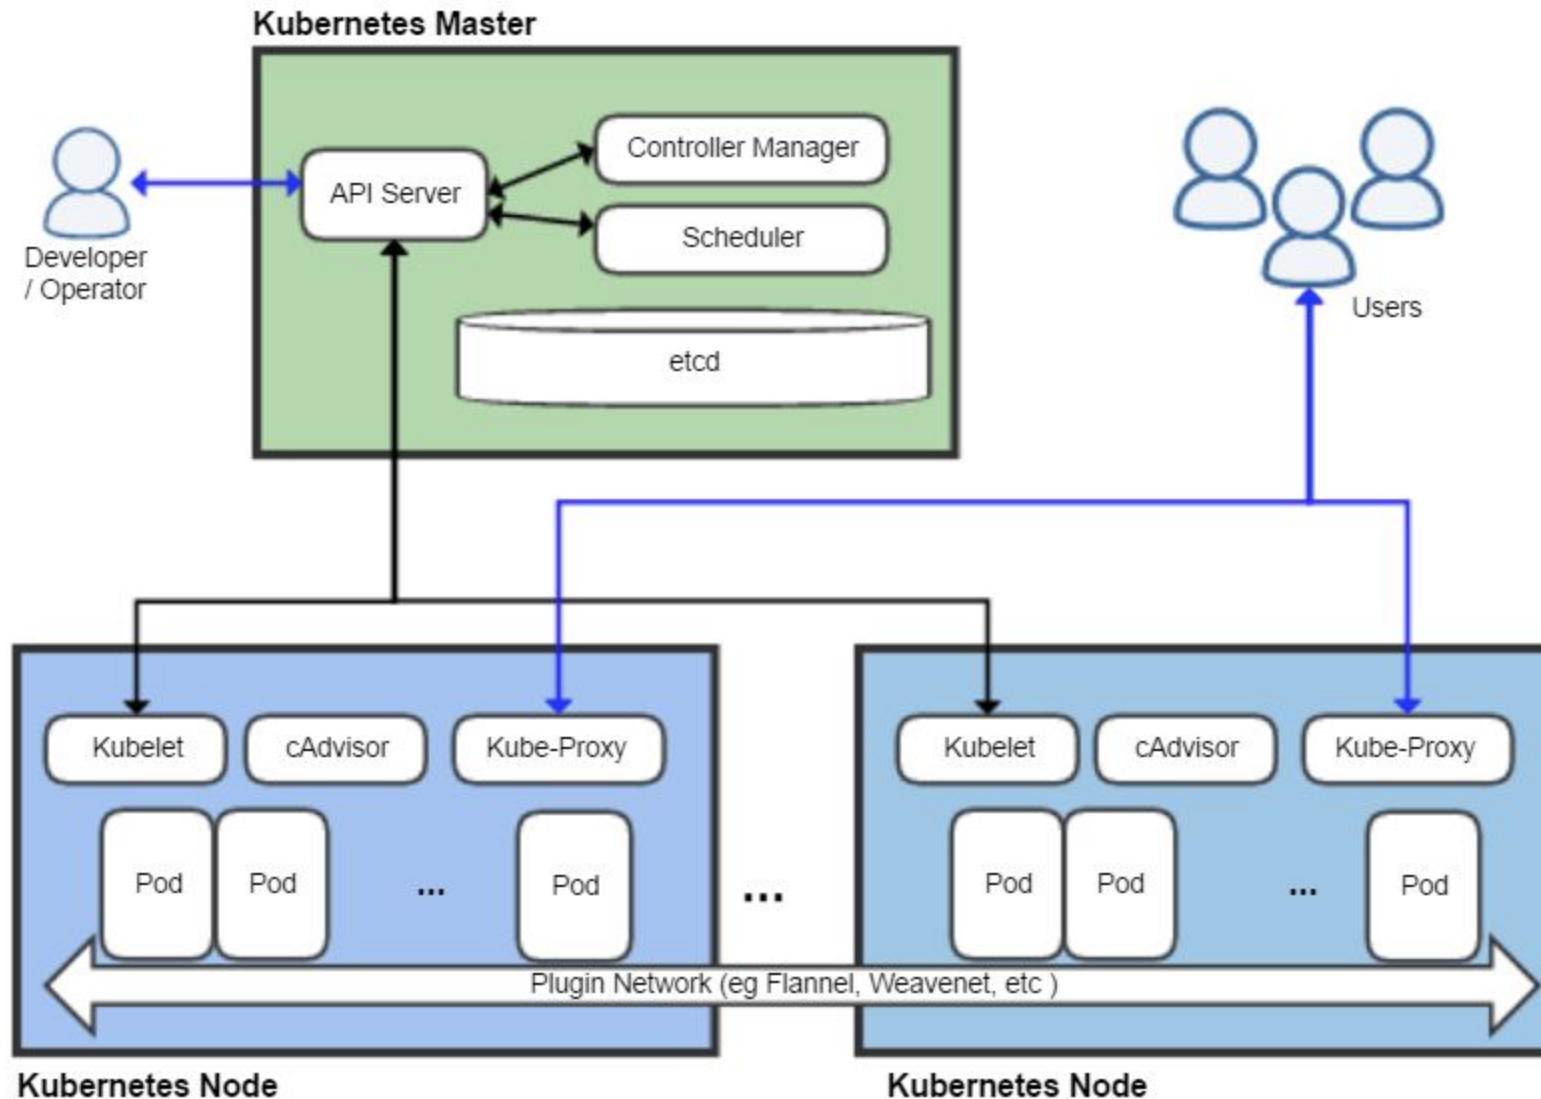 Kubernetes Master
Controller Manager
API Server
Scheduler
Developer
/ Operator
Users
etcd
Kubelet
cAdvisor
Kube-Proxy
Kubelet
cAdvisor
Kube-Proxy
Pod
Pod
...
Pod
...
Pod
Pod
...
Pod
Plugin Network (eg Flannel, Weavenet, etc )
Kubernetes Node
Kubernetes Node